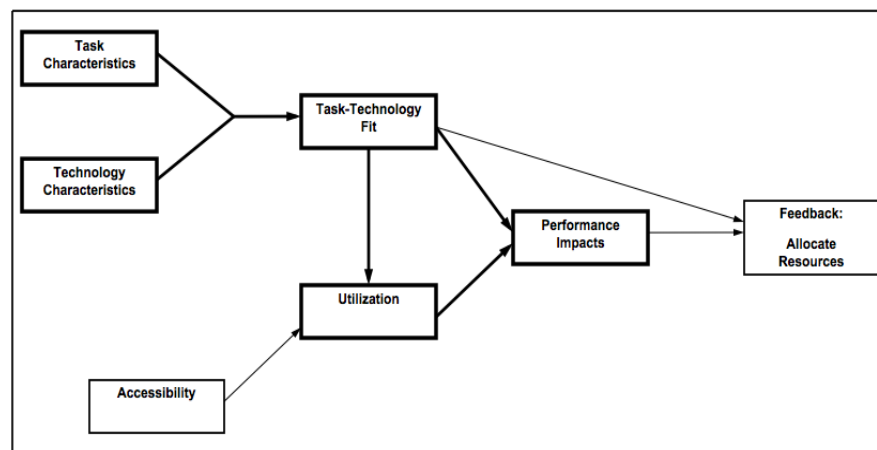 Task
Characteristics
Technology
Characteristics
Task-Technology
Fit
Utilization
Accessibility
Performance
Impacts
Feedback:
Allocate
Resources